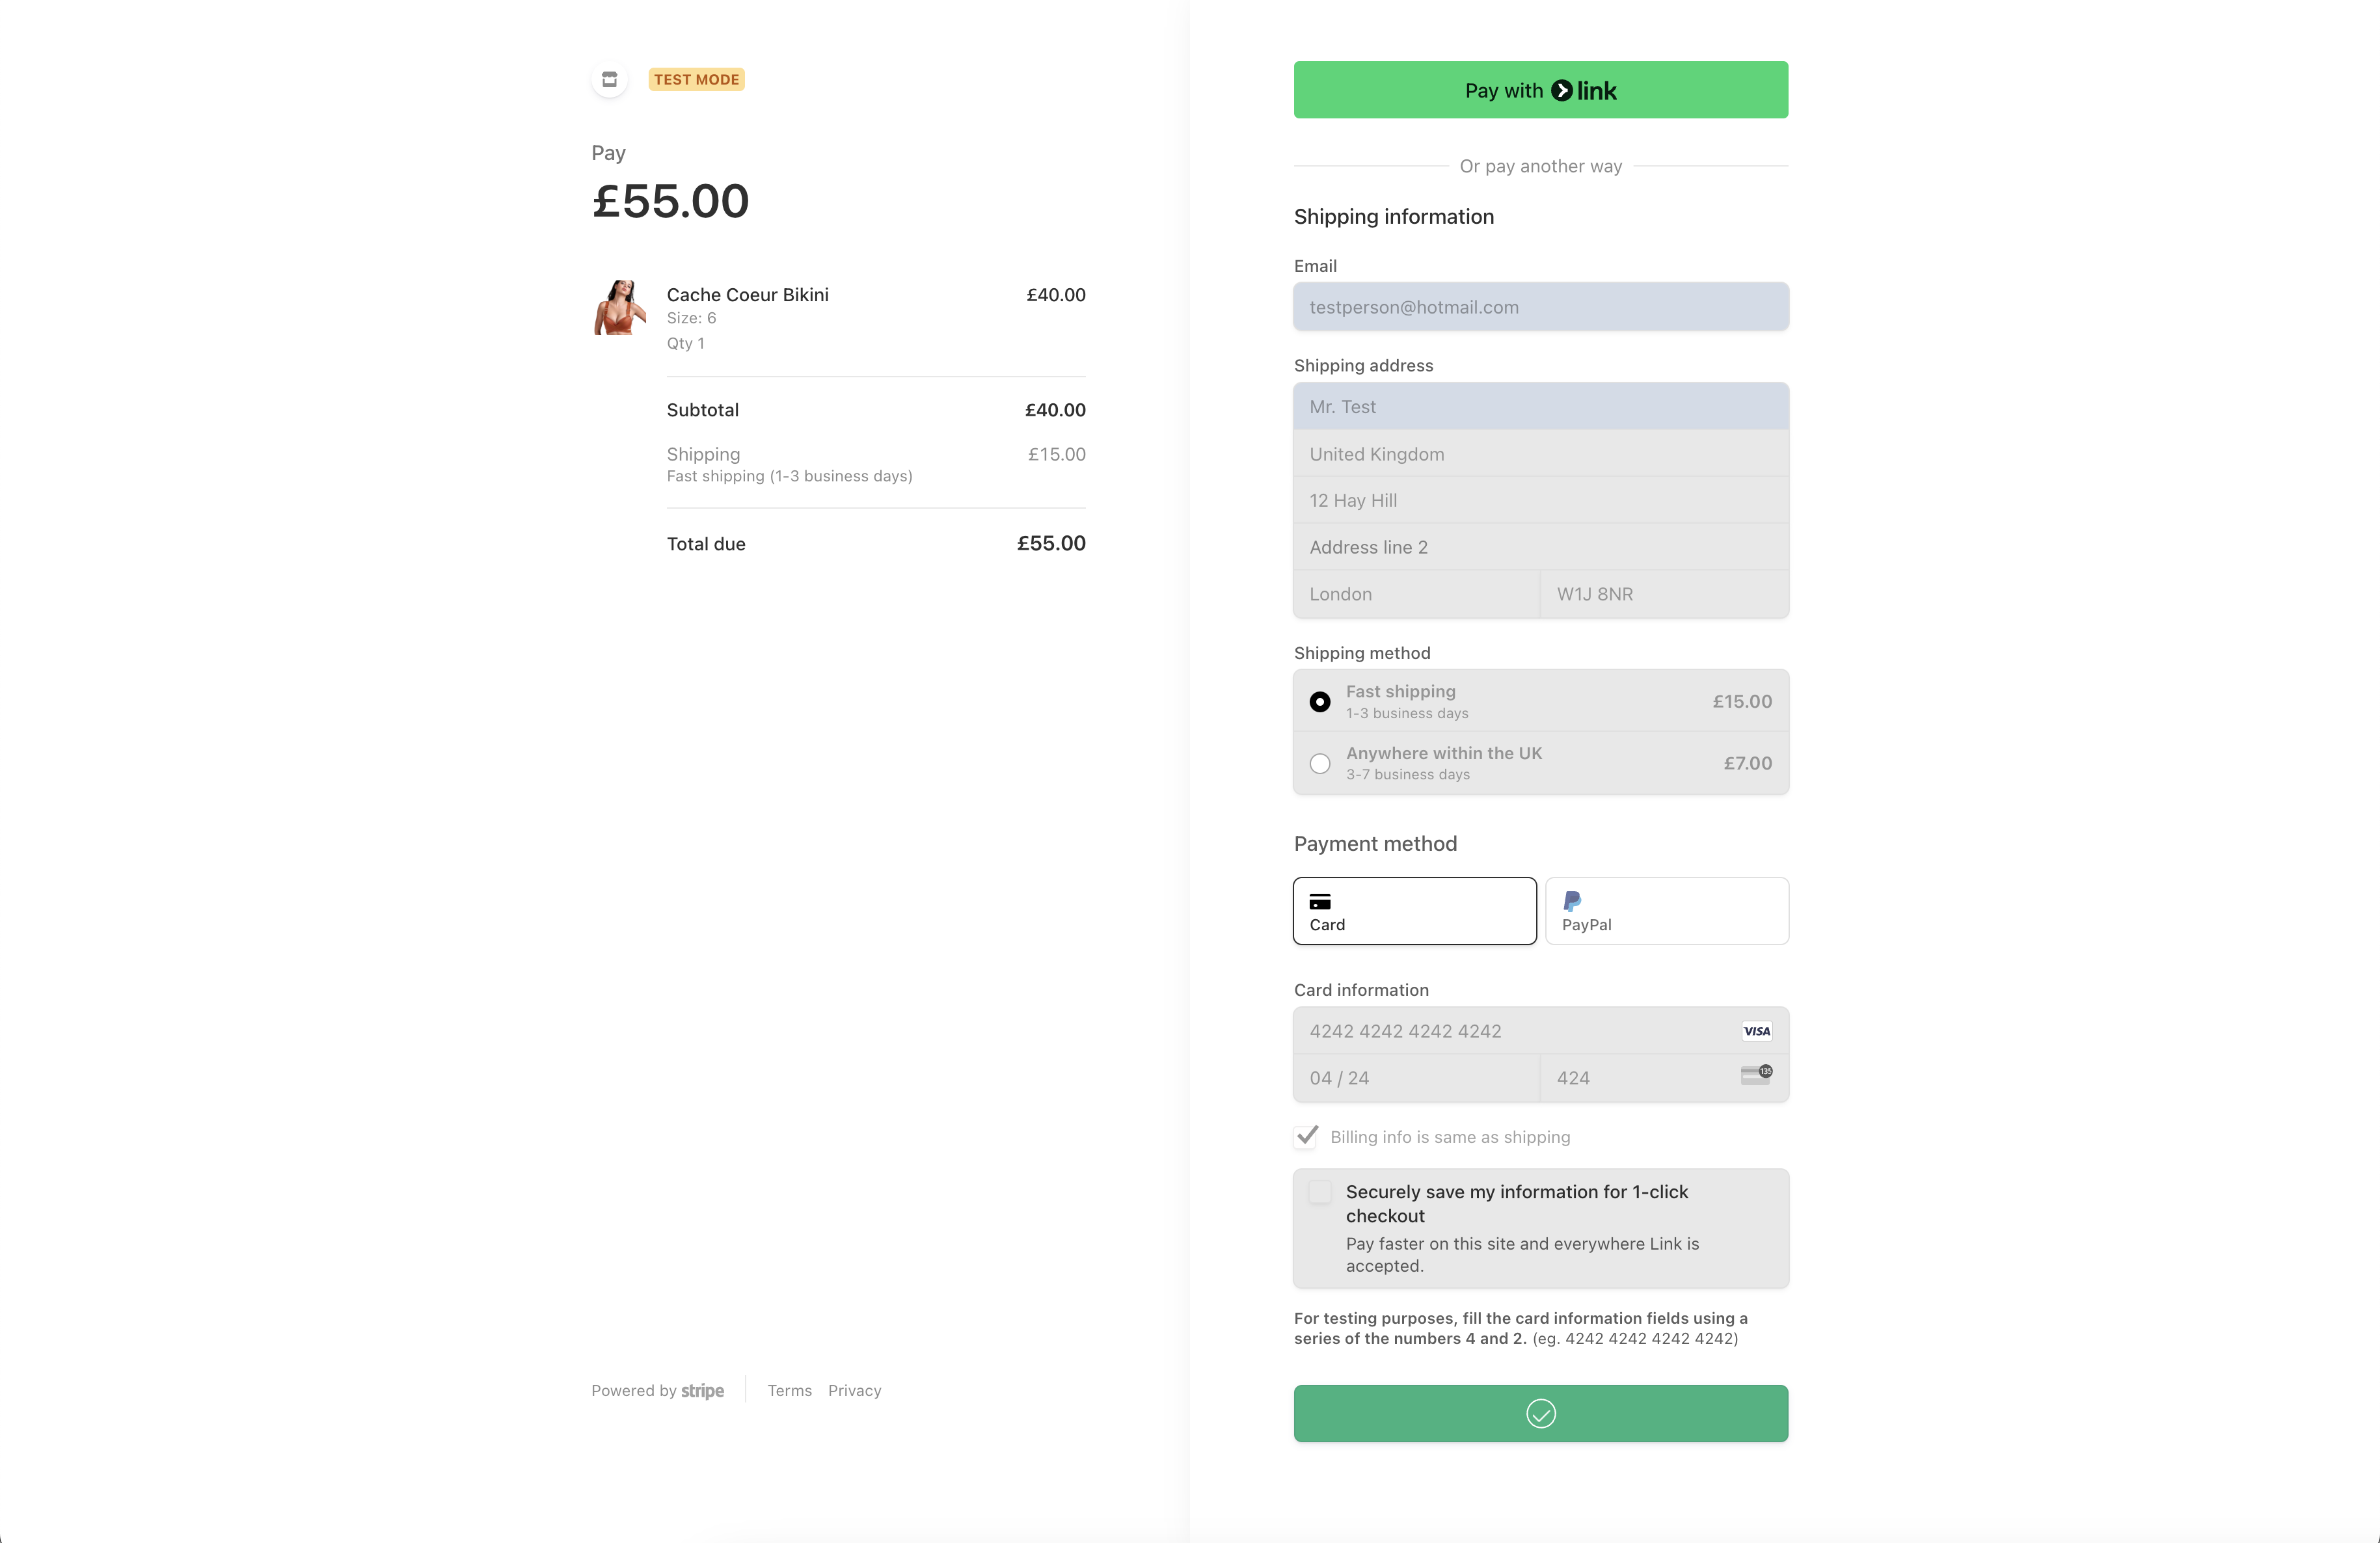 TEST MODE
Pay
£55.00
Cache Coeur Bikini £40.00
Size: 6
Qty 1
Subtotal £40.00
Shipping £15.00
Fast shipping (1-3 business days)
Total due £55.00
Powered by stripe Terms Privacy
Pay with link
Or pay another way
Shipping information
Email
testperson@hotmail.com
Shipping address
Mr. Test
United Kingdom
12 Hay Hill
Address line 2
London W1J 8NR
Shipping method
Fast shipping £15.00
1-3 business days
Anywhere within the UK £7.00
3-7 business days
Payment method
Card PayPal
Card information
4242 4242 4242 4242 VISA
04 / 24 424 135
Billing info is same as shipping
Securely save my information for 1-click
checkout
Pay faster on this site and everywhere Link is
accepted.
For testing purposes, fill the card information fields using a
series of the numbers 4 and 2. (eg. 4242 4242 4242 4242)